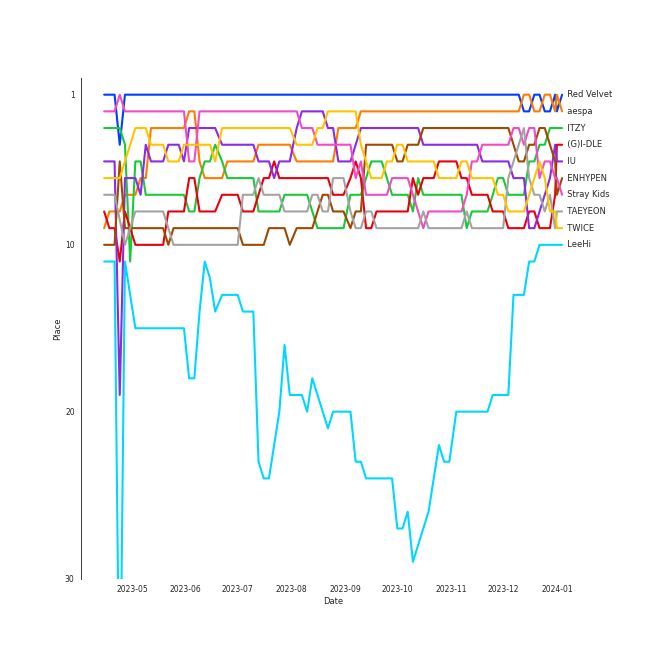 1
Red Velvet
aespa
ITZY
(G)I-DLE
IU
ENHYPEN
Stray Kids
TAEYEON
TWICE
10
LeeHi
Place
20
30
2023-05 2023-06 2023-07 2023-08 2023-09 2023-10 2023-11 2023-12 2024-01
Date